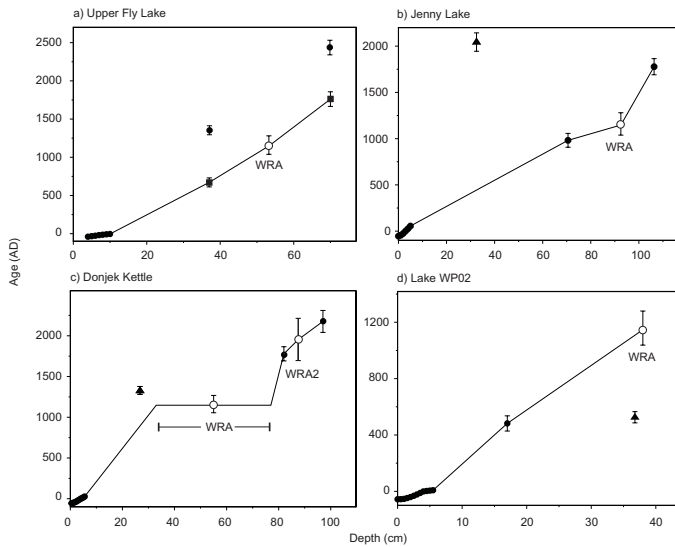 a) Upper Fly Lake
2500
2000
1500
1000
500
0
WRA
0 20 40 60
b) Jenny Lake
2000
1500
1000
500
0
WRA
0 20 40 60 80 100 120
Age (AD)
c) Donjek Kettle
2000
1500
1000
500
0
WRA
WRA2
0 20 40 60 80 100
d) Lake WP02
1200
800
400
0
WRA
0 10 20 30 40
Depth (cm)